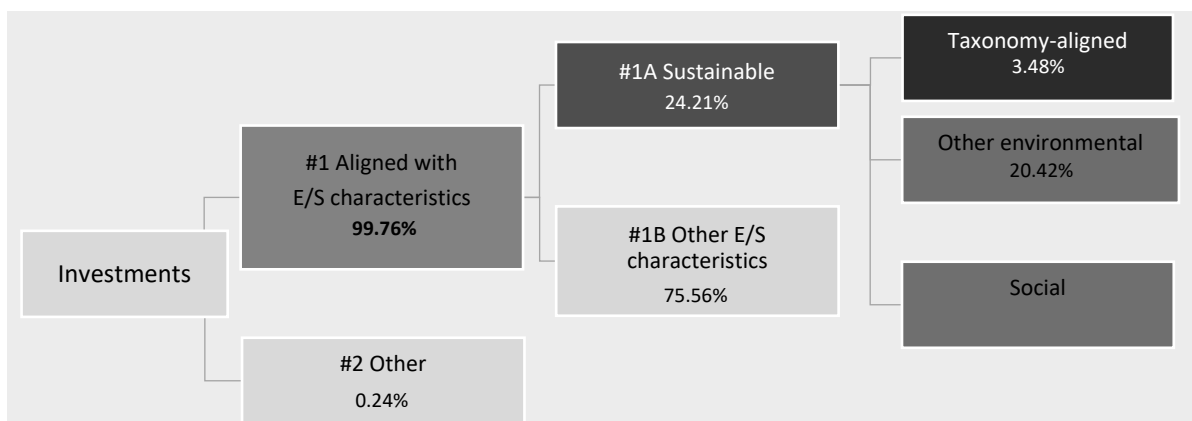 Investments
#1 Aligned with
E/S characteristics
99.76%
#2 Other
0.24%
#1A Sustainable
24.21%
#1B Other E/S
characteristics
75.56%
Taxonomy-aligned
3.48%
Other environmental
20.42%
Social